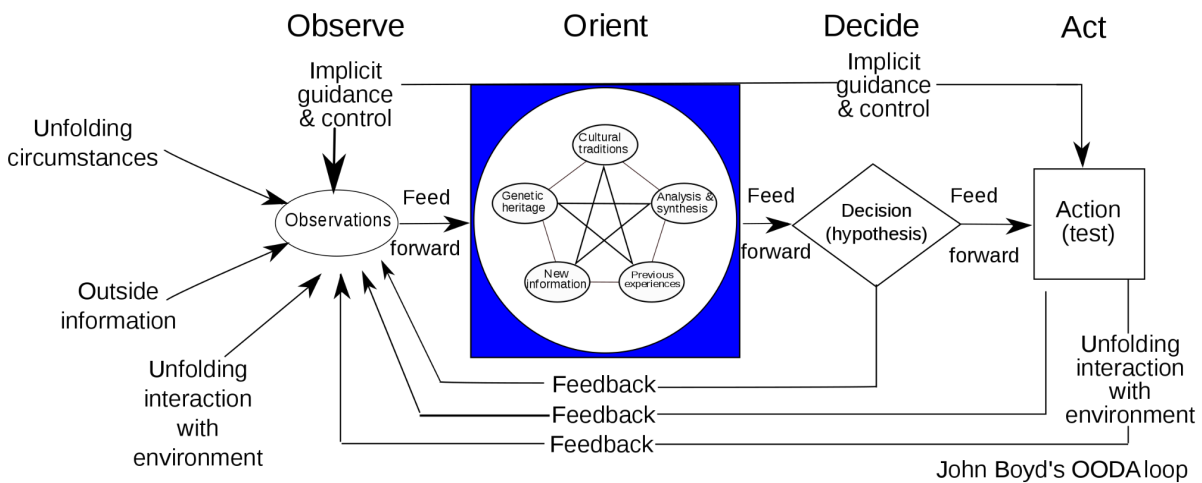 Observe
Orient
Decide
Act
Implicit
guidance
& control
Implicit
guidance
& control
Unfolding
circumstances
Observations
Feed
forward
Cultural
traditions
Genetic
heritage
Analysis &
synthesis
New
information
Previous
experiences
Feed
forward
Decision
(hypothesis)
Feed
forward
Action
(test)
Outside
information
Unfolding
interaction
with
environment
Unfolding
interaction
with
environment
Feedback
Feedback
Feedback
John Boyd's OODA loop